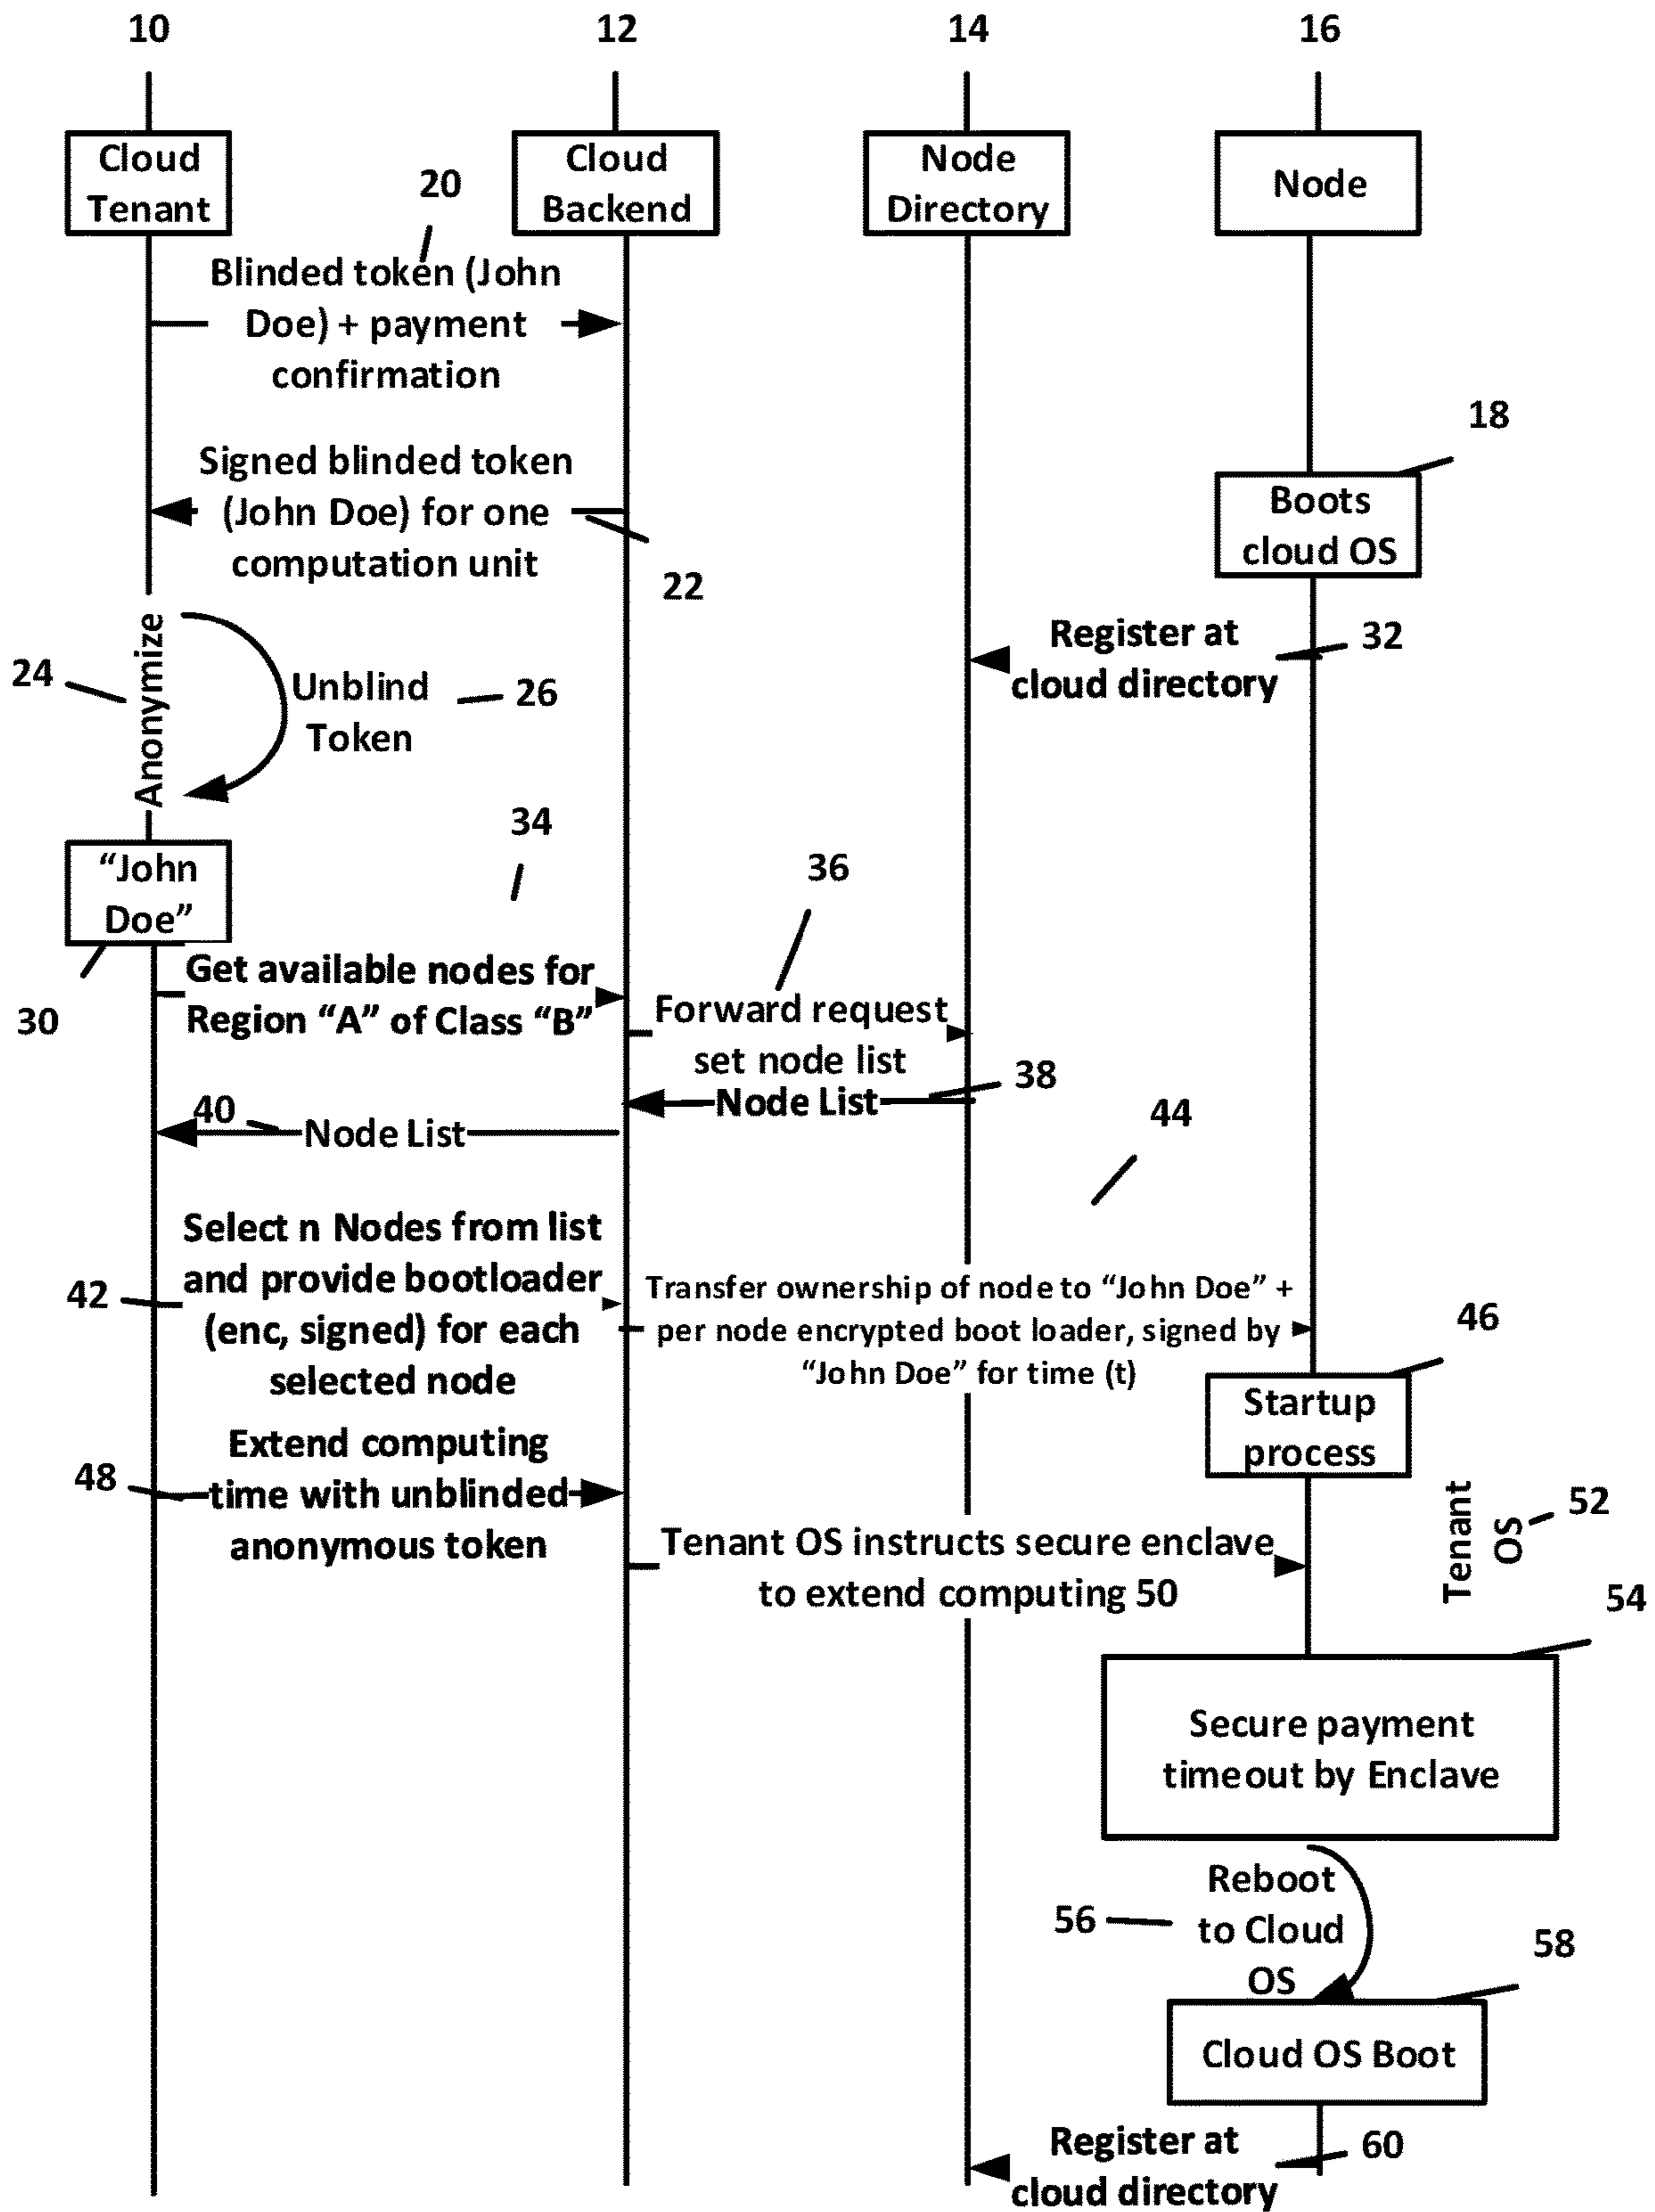 10
12
14
16
Cloud
Tenant
Cloud
Backend
Node
Directory
Node
20
Blinded token (John
Doe) + payment
confirmation
18
Signed blinded token
(John Doe) for one
computation unit
22
Boots
cloud OS
Register at
cloud directory
32
24
Anonymize
Unblind
Token
26
34
36
"John
Doe"
30
Get available nodes for
Region "A" of Class "B"
Forward request
set node list
38
Node List
40
Node List
44
42
Select n Nodes from list
and provide bootloader
(enc, signed) for each
selected node
Transfer ownership of node to "John Doe" +
per node encrypted boot loader, signed by
"John Doe" for time (t)
46
Startup
process
48
Extend computing
time with unblinded
anonymous token
Tenant OS instructs secure enclave
to extend computing 50
Tenant
OS
52
54
Secure payment
timeout by Enclave
56
Reboot
to Cloud
OS
58
Cloud OS Boot
Register at
cloud directory
60